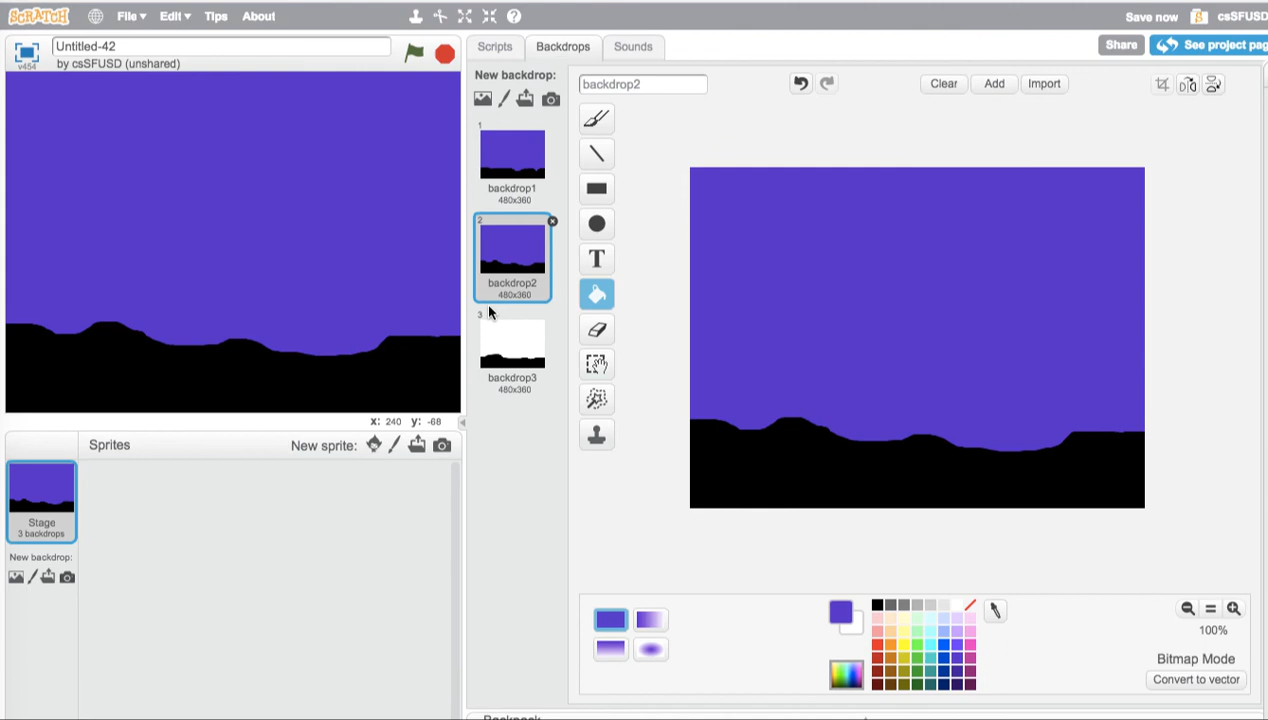 SCRATCH File Edit Tips About Save now csSFUSD
v454 Untitled-42
by csSFUSD (unshared)
Scripts Backdrops Sounds Share See project pag
New backdrop:
backdrop2 Clear Add Import
1
backdrop1
480x360
2
backdrop2
480x360
3
backdrop3
480x360
T
x: 240 y: -68
Sprites New sprite:
Stage
3 backdrops
New backdrop:
100%
Bitmap Mode
Convert to vector